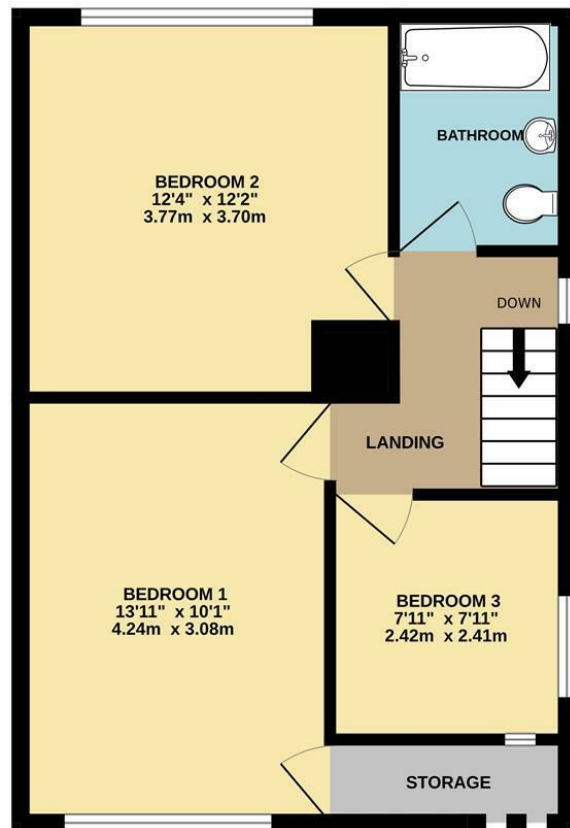 BATHROOM
BEDROOM 2
12'4" x 12'2"
3.77m x 3.70m
DOWN
LANDING
BEDROOM 1
13'11" x 10'1"
4.24m x 3.08m
BEDROOM 3
7'11" x 7'11"
2.42m x 2.41m
STORAGE